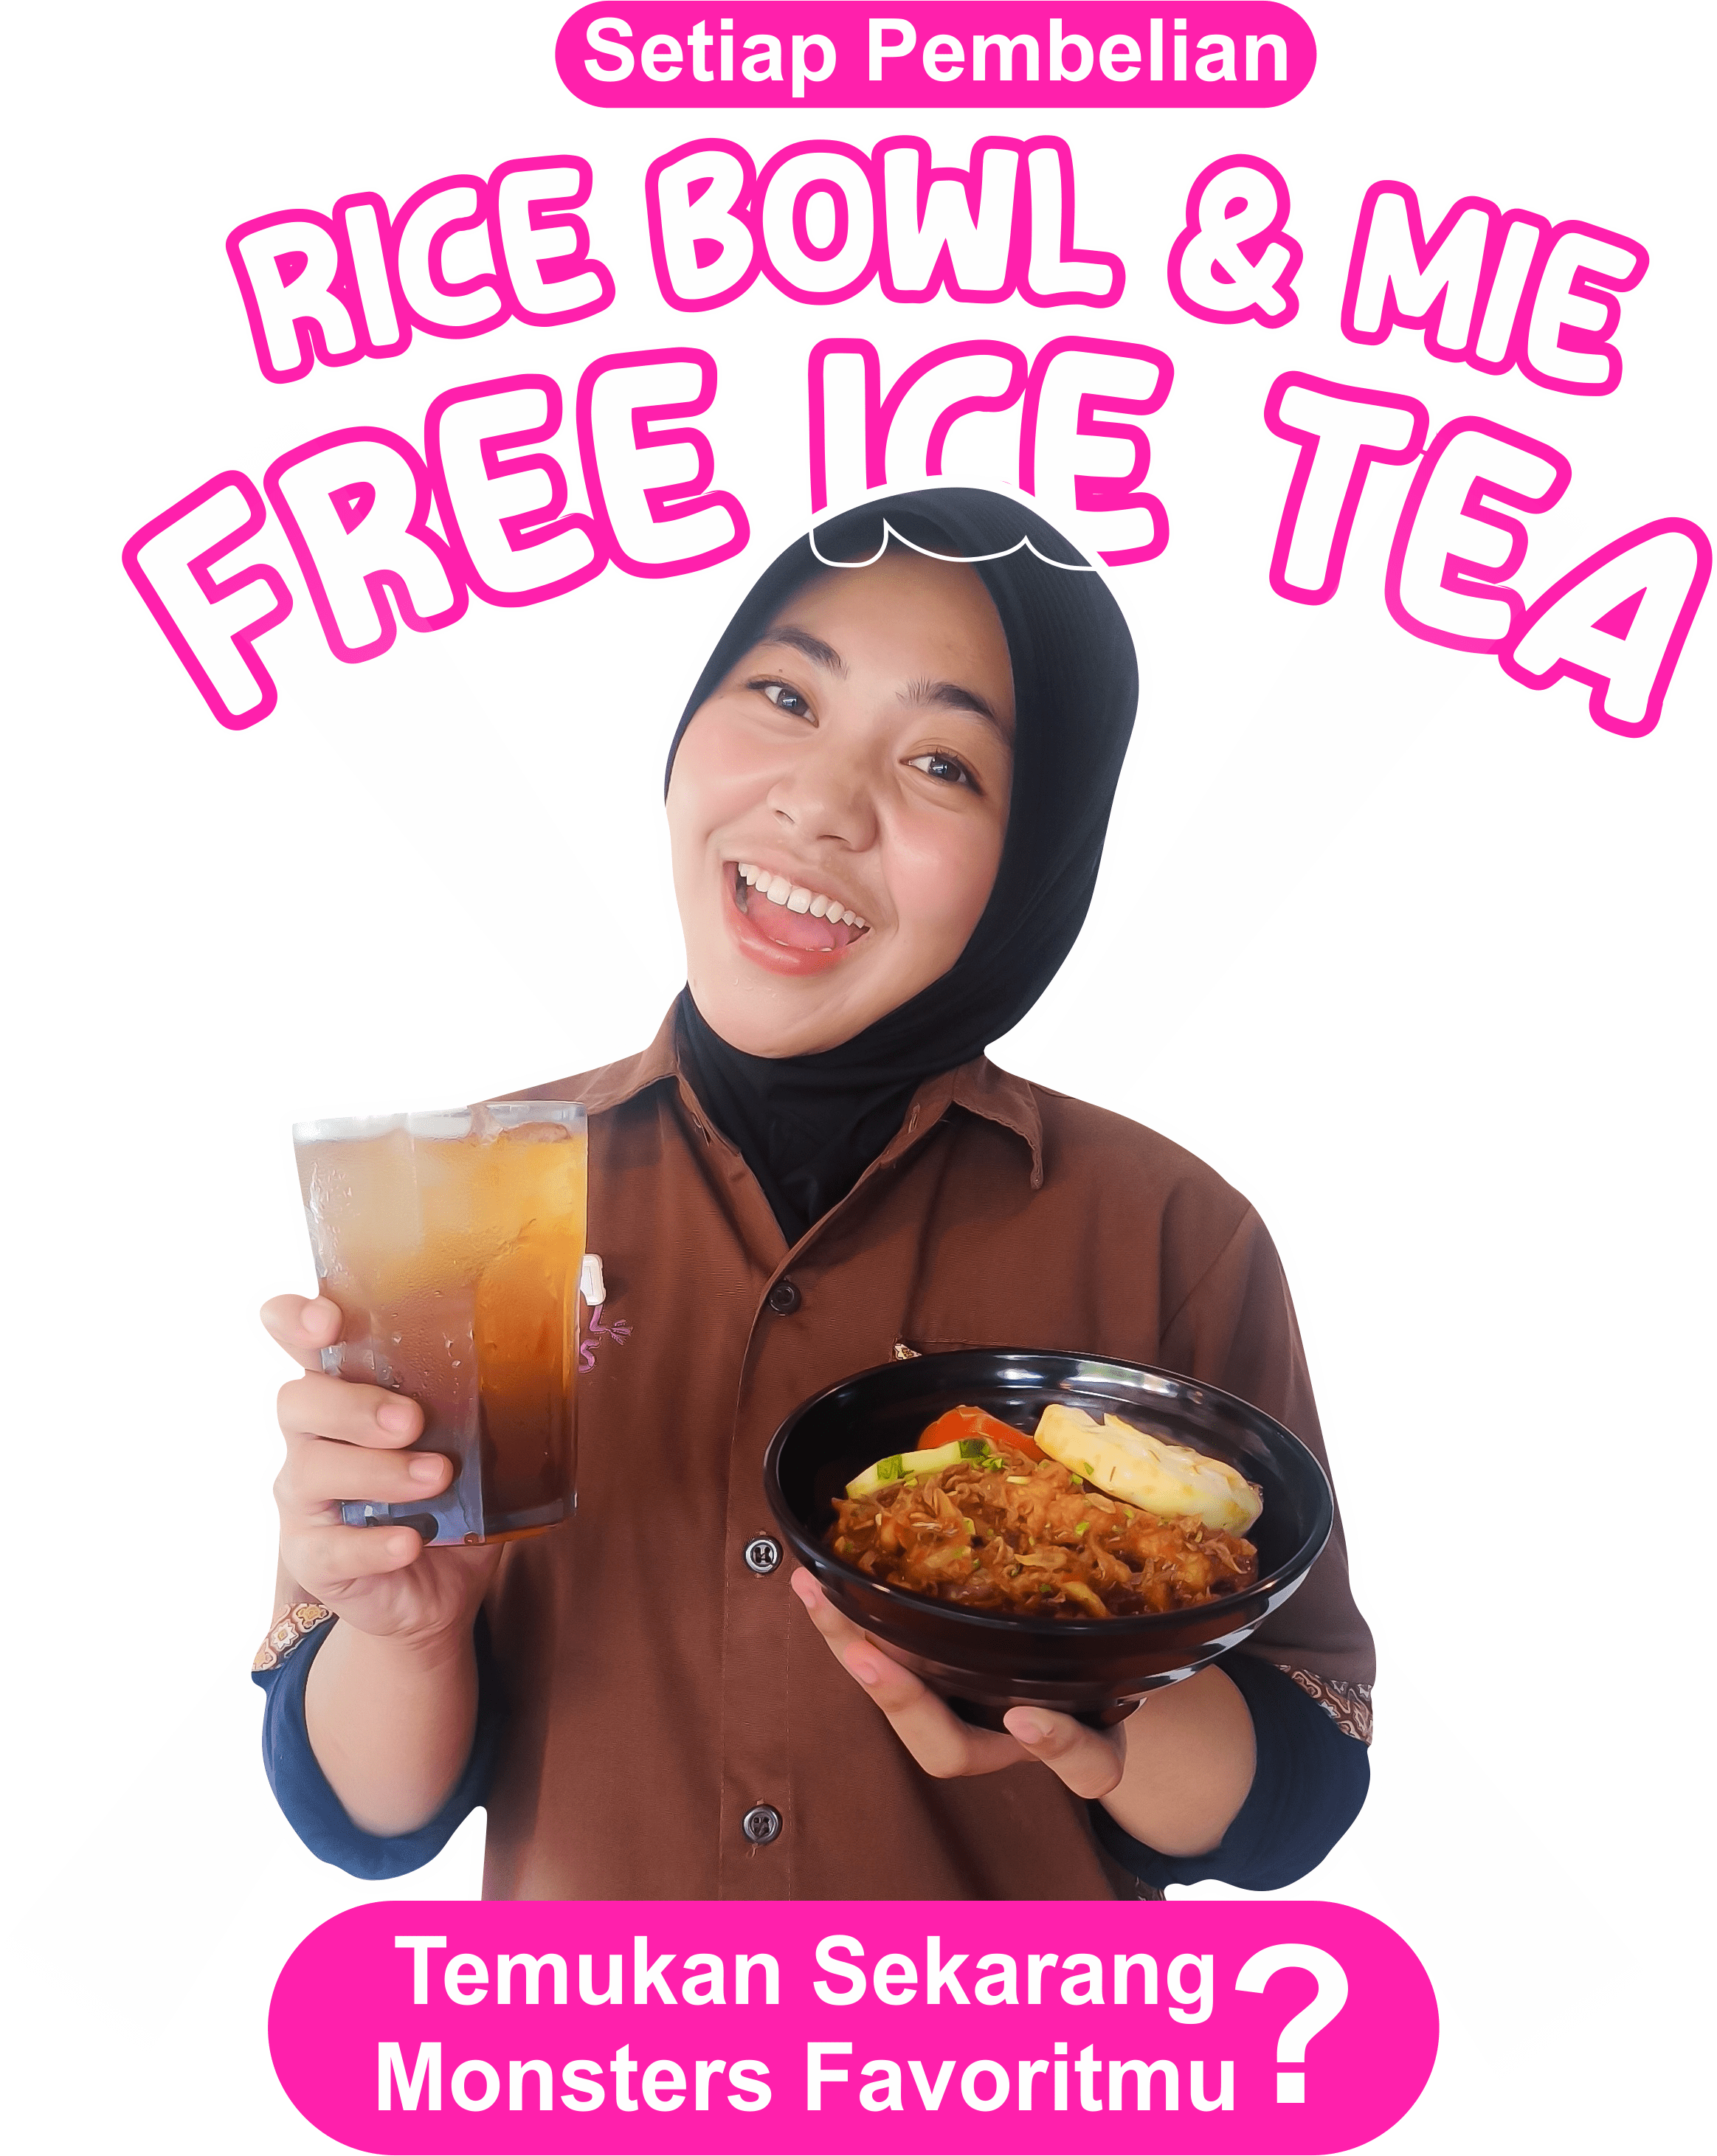 Setiap Pembelian
RICE BOWL & MIE
FREE ICE TEA
Temukan Sekarang
Monsters Favoritmu?